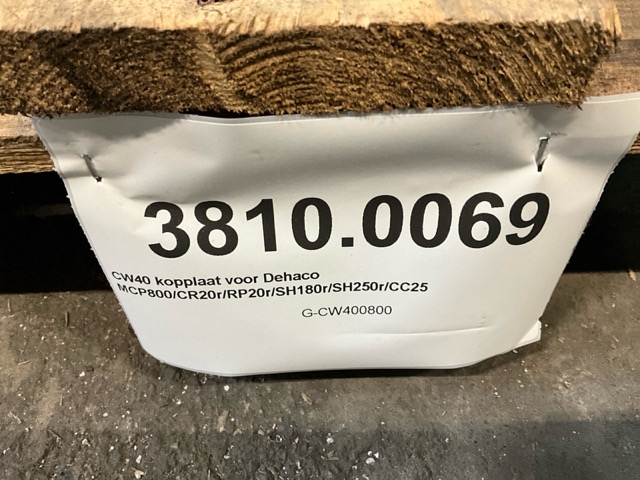 3810.0069
CW40 kopplaat voor Dehaco
MCP800/CR20r/RP20r/SH180r/SH250r/CC25
G-CW400800